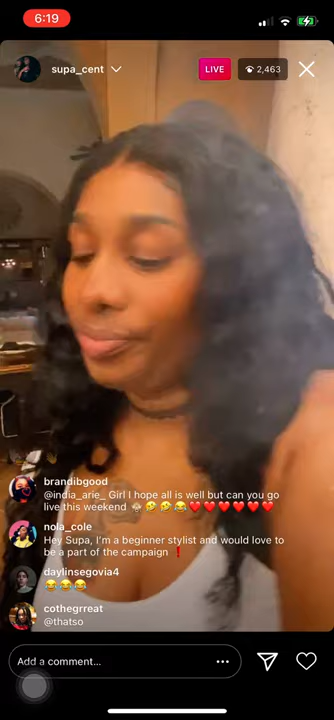 6:19
supa_cent
LIVE
2,463
brandibgood
@india_arie_ Girl I hope all is well but can you go
live this weekend
nola_cole
Hey Supa, I'm a beginner stylist and would love to
be a part of the campaign ❗
daylinsegovia4
😂😂😂
cothegrreat
@thatso
Add a comment...